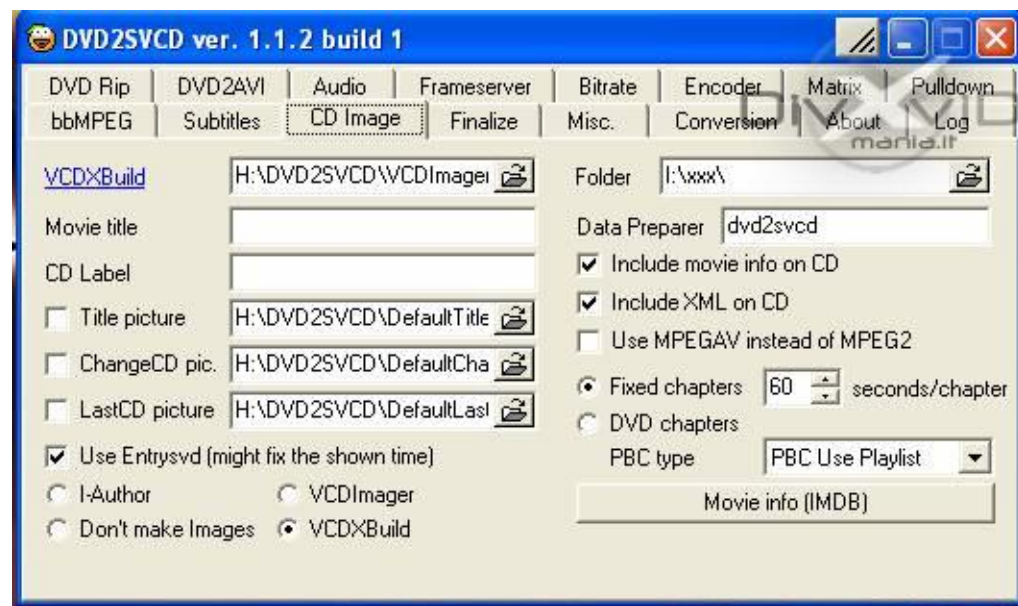 DVD2SVCD ver. 1.1.2 build 1
DVD Rip DVD2AVI Audio Frameserver Bitrate Encoder Matrix Pulldown
bbMPEG Subtitles CD Image Finalize Misc. Conversion About Log
mania.it
VCDXBuild H:\DVD2SVCD\VCDImager Folder I:\xxx\
Movie title Data Preparer dvd2svcd
CD Label Include movie info on CD
Include XML on CD
Title picture H:\DVD2SVCD\DefaultTitle
Use MPEGAV instead of MPEG2
ChangeCD pic. H:\DVD2SVCD\DefaultCha
Fixed chapters 60 seconds/chapter
LastCD picture H:\DVD2SVCD\DefaultLast
DVD chapters
Use Entrysvd (might fix the shown time) PBC type PBC Use Playlist
I-Author VCDImager Movie info (IMDB)
Don't make Images VCDXBuild